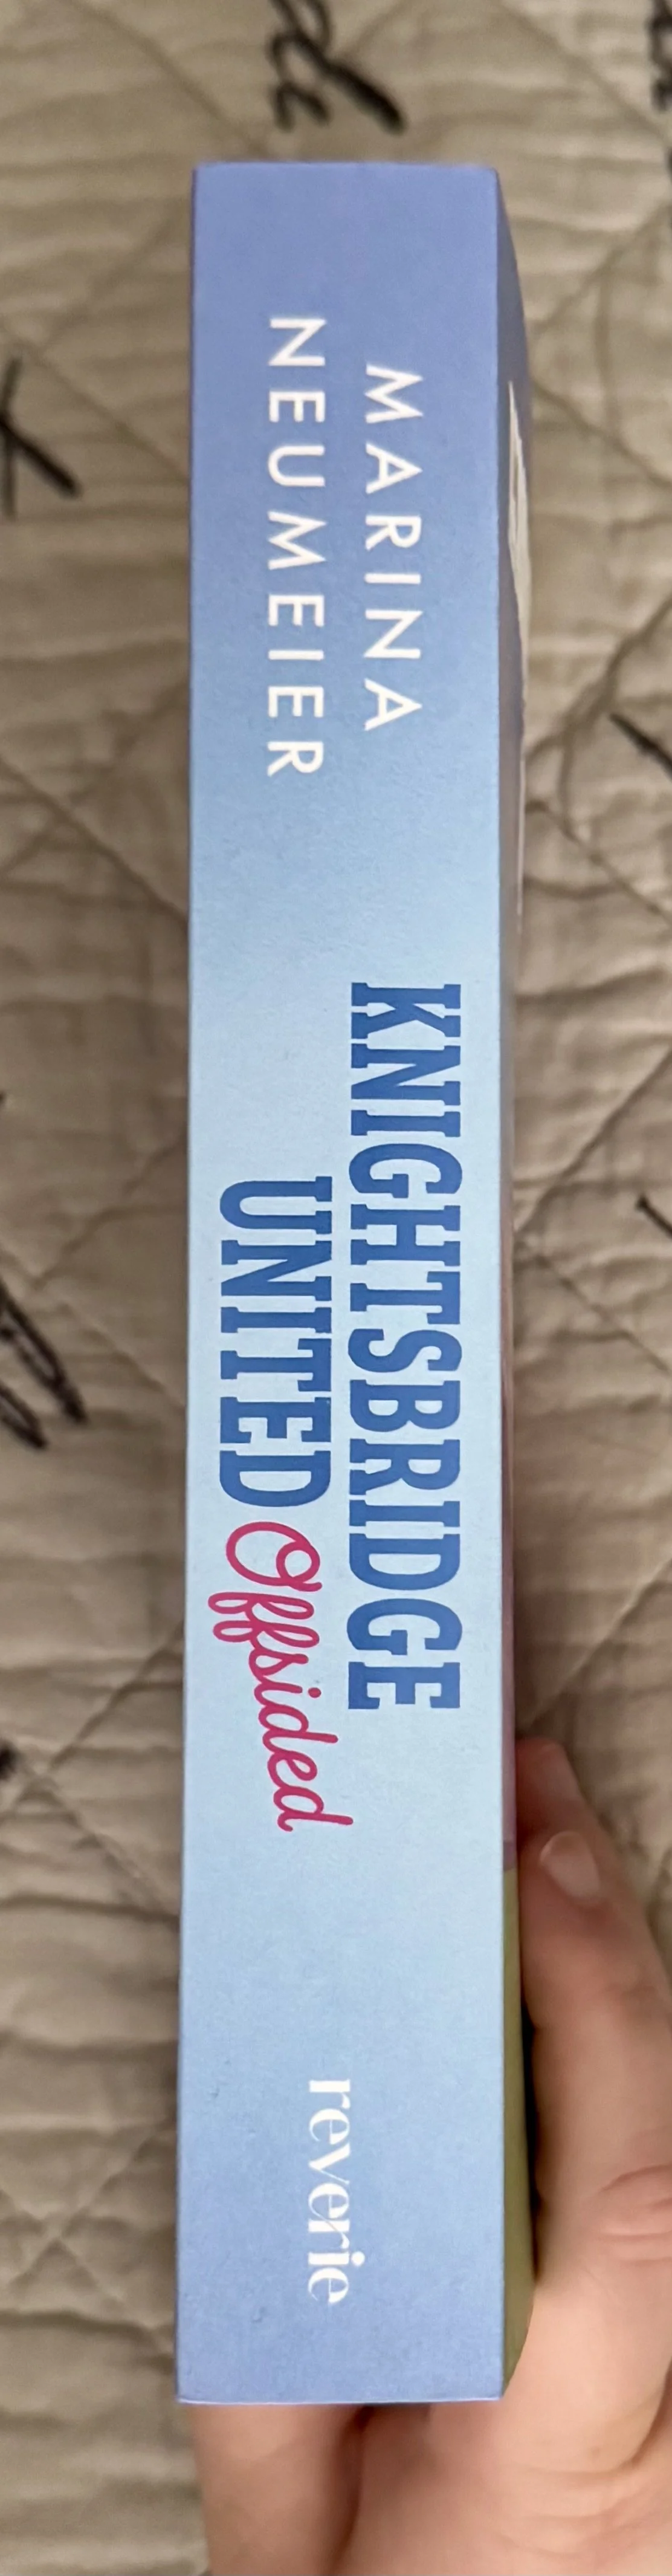 MARINA
NEUMEIER
KNIGHTSBRIDGE
UNITED Offsided
reverie